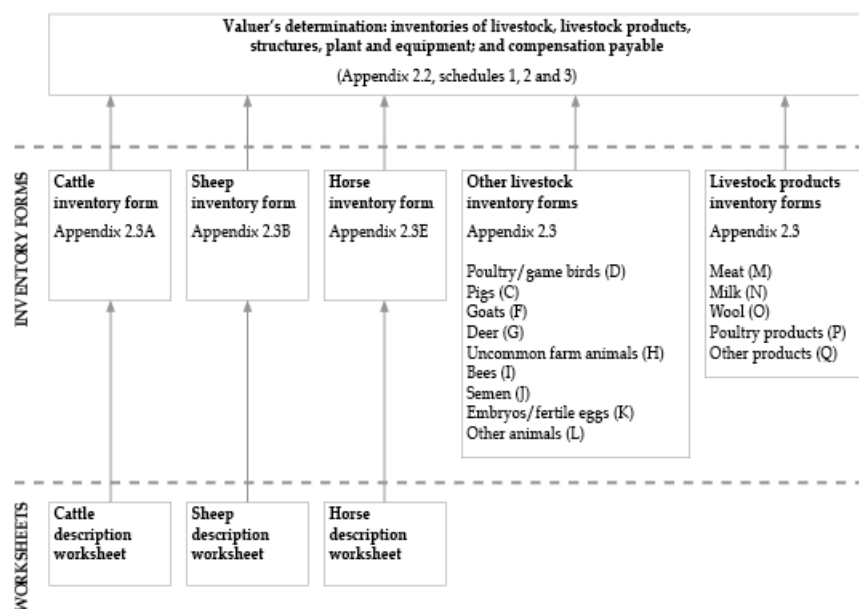 Valuer's determination: inventories of livestock, livestock products,
structures, plant and equipment; and compensation payable
(Appendix 2.2, schedules 1, 2 and 3)
INVENTORY FORMS
Cattle
inventory form
Appendix 2.3A
Sheep
inventory form
Appendix 2.3B
Horse
inventory form
Appendix 2.3E
Other livestock
inventory forms
Appendix 2.3
Poultry/game birds (D)
Pigs (C)
Goats (F)
Deer (G)
Uncommon farm animals (H)
Bees (I)
Semen (J)
Embryos/fertile eggs (K)
Other animals (L)
Livestock products
inventory forms
Appendix 2.3
Meat (M)
Milk (N)
Wool (O)
Poultry products (P)
Other products (Q)
WORKSHEETS
Cattle
description
worksheet
Sheep
description
worksheet
Horse
description
worksheet